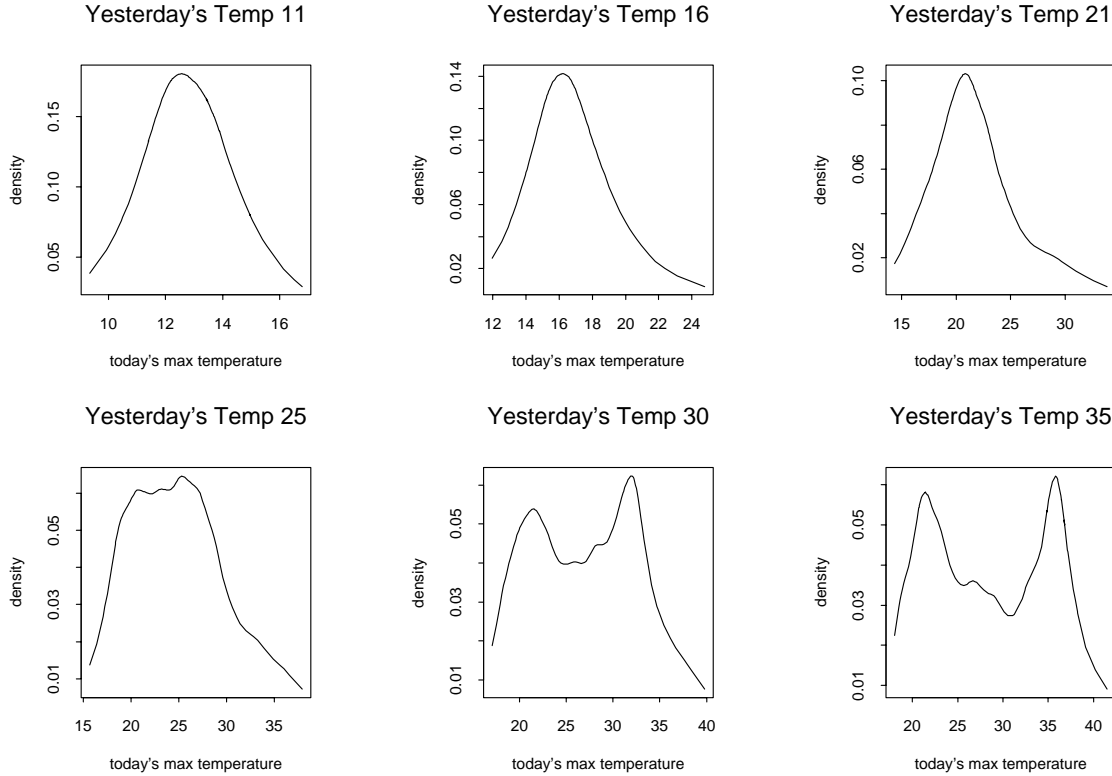 Yesterday's Temp 11
Yesterday's Temp 16
Yesterday's Temp 21
density
0.05 0.10 0.15
10 12 14 16
today's max temperature
density
0.02 0.06 0.10 0.14
12 14 16 18 20 22 24
today's max temperature
density
0.02 0.06 0.10
15 20 25 30
today's max temperature
Yesterday's Temp 25
Yesterday's Temp 30
Yesterday's Temp 35
density
0.01 0.03 0.05
15 20 25 30 35
today's max temperature
density
0.01 0.03 0.05
20 25 30 35 40
today's max temperature
density
0.01 0.03 0.05
20 25 30 35 40
today's max temperature